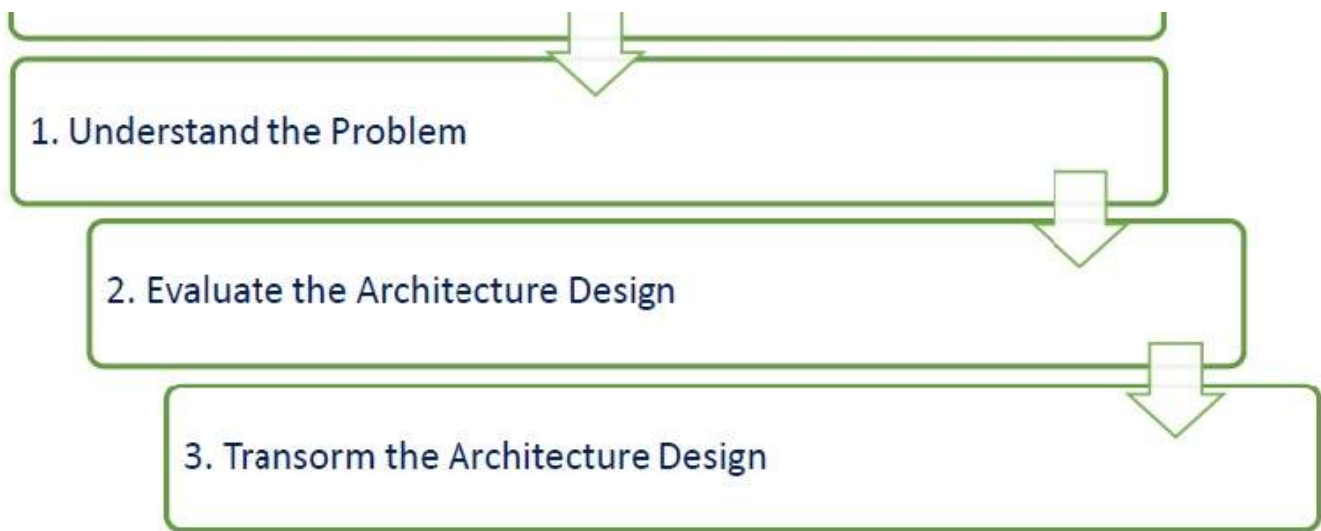 1. Understand the Problem
2. Evaluate the Architecture Design
3. Transorm the Architecture Design